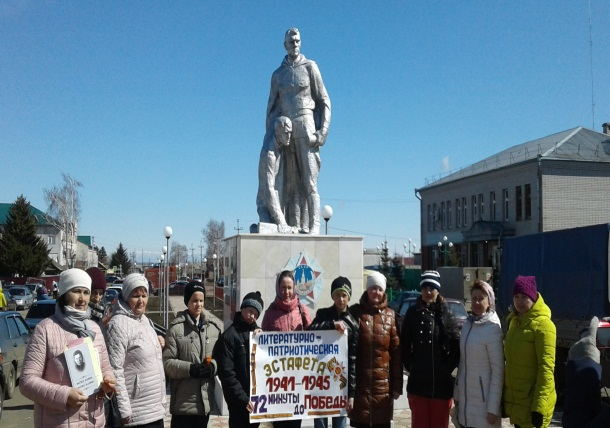 ЛИТЕРАТУРНО-
ПАТРИОТИЧЕСКАЯ
ЭСТАФЕТА
1941-1945
72 МИНУТЫ ДО ПОБЕДЫ